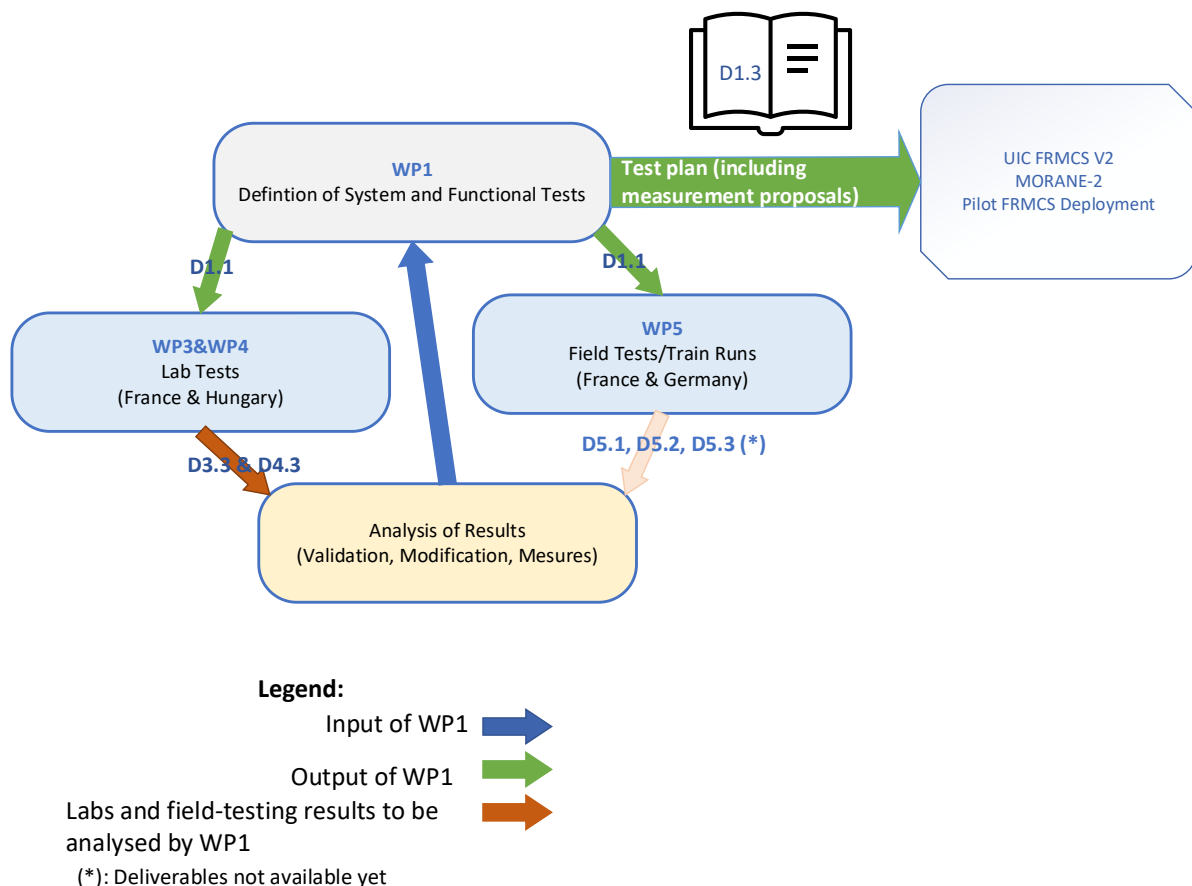 D1.3
WP1
Defintion of System and Functional Tests
Test plan (including
measurement proposals)
UIC FRMCS V2
MORANE-2
Pilot FRMCS Deployment
D1.1
D1.1
WP3&WP4
Lab Tests
(France & Hungary)
WP5
Field Tests/Train Runs
(France & Germany)
D3.3 & D4.3
D5.1, D5.2, D5.3 (*)
Analysis of Results
(Validation, Modification, Mesures)
Legend:
Input of WP1
Output of WP1
Labs and field-testing results to be
analysed by WP1
(*): Deliverables not available yet